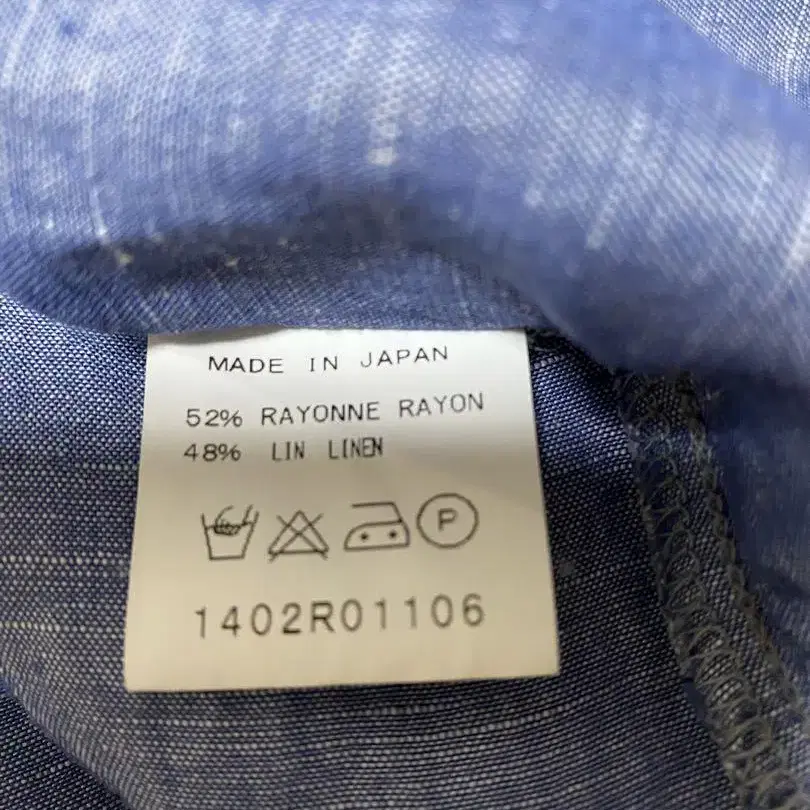 MADE IN JAPAN
52% RAYONNE RAYON
48% LIN LINEN
P
1402R01106